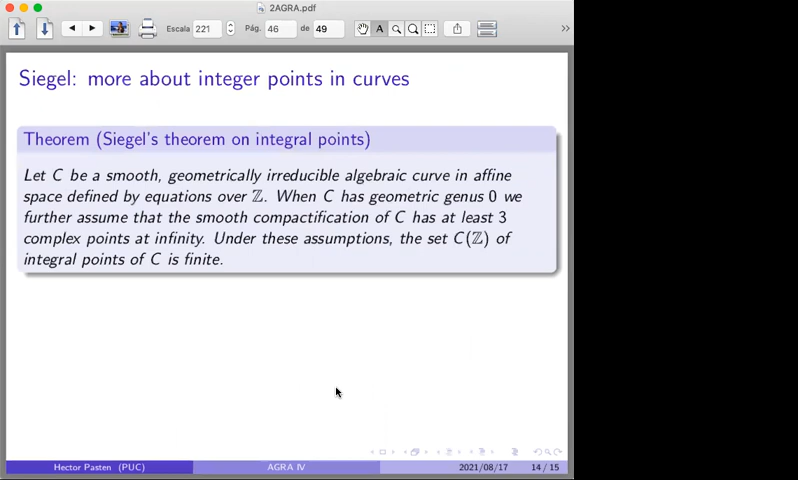 2AGRA.pdf
Escala 221 Pág. 46 de 49
Siegel: more about integer points in curves
Theorem (Siegel's theorem on integral points)
Let C be a smooth, geometrically irreducible algebraic curve in affine
space defined by equations over ℤ. When C has geometric genus 0 we
further assume that the smooth compactification of C has at least 3
complex points at infinity. Under these assumptions, the set C(ℤ) of
integral points of C is finite.
Hector Pasten (PUC) AGRA IV 2021/08/17 14 / 15